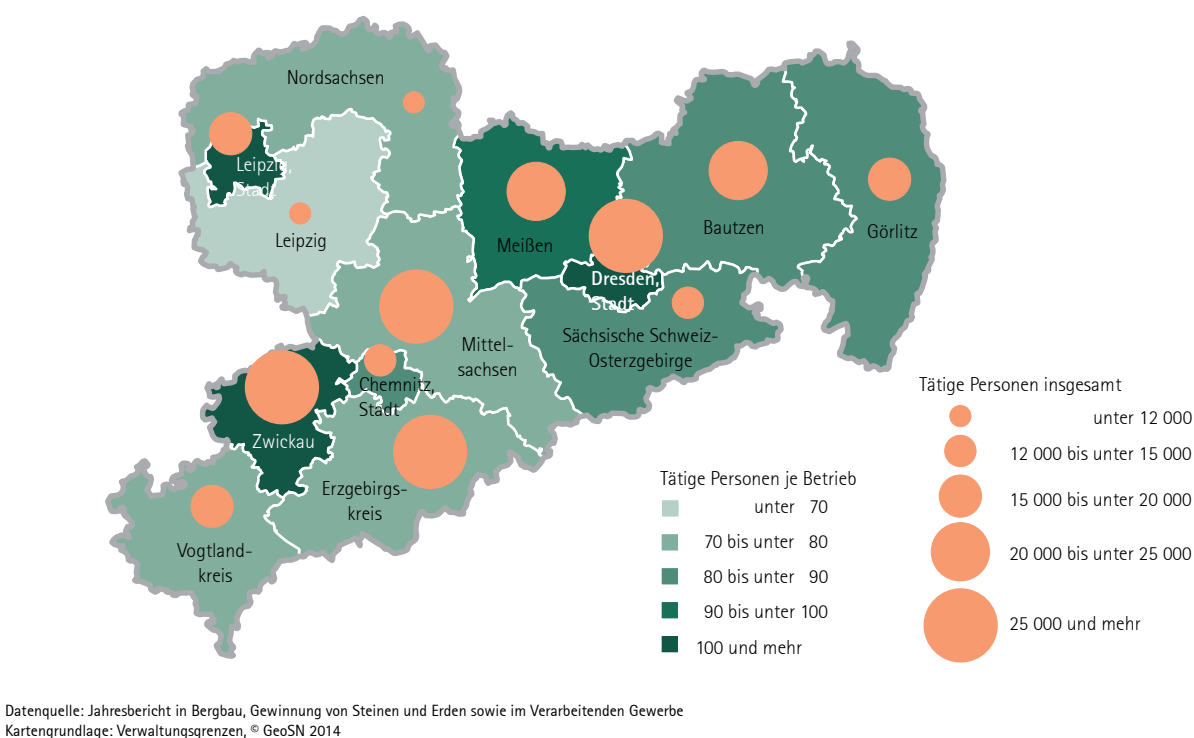 Nordsachsen
Leipzig,
Stadt
Leipzig
Meißen
Bautzen
Görlitz
Dresden,
Stadt
Sächsische Schweiz-
Osterzgebirge
Mittel-
sachsen
Chemnitz,
Stadt
Zwickau
Erzgebirgs-
kreis
Vogtland-
kreis
Tätige Personen je Betrieb
unter 70
70 bis unter 80
80 bis unter 90
90 bis unter 100
100 und mehr
Tätige Personen insgesamt
unter 12 000
12 000 bis unter 15 000
15 000 bis unter 20 000
20 000 bis unter 25 000
25 000 und mehr
Datenquelle: Jahresbericht in Bergbau, Gewinnung von Steinen und Erden sowie im Verarbeitenden Gewerbe
Kartengrundlage: Verwaltungsgrenzen, © GeoSN 2014